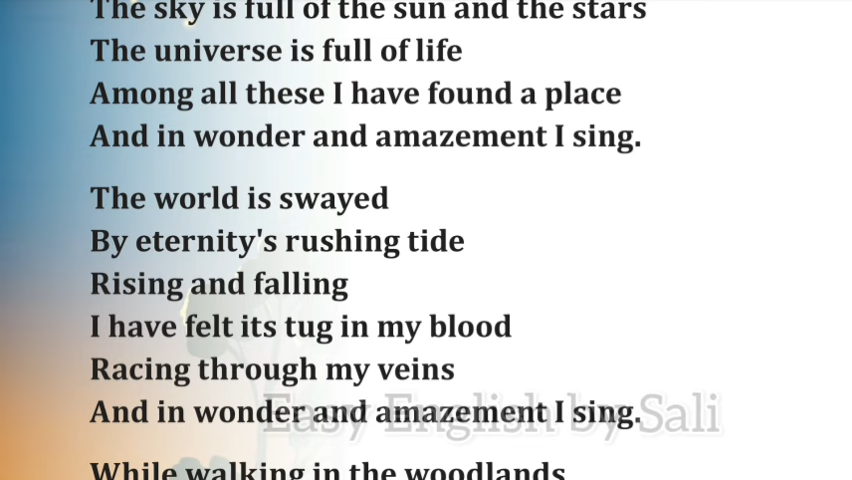 The sky is full of the sun and the stars
The universe is full of life
Among all these I have found a place
And in wonder and amazement I sing.
The world is swayed
By eternity's rushing tide
Rising and falling
I have felt its tug in my blood
Racing through my veins
And in wonder and amazement I sing.
Easy English by Sali
While walking in the woodlands